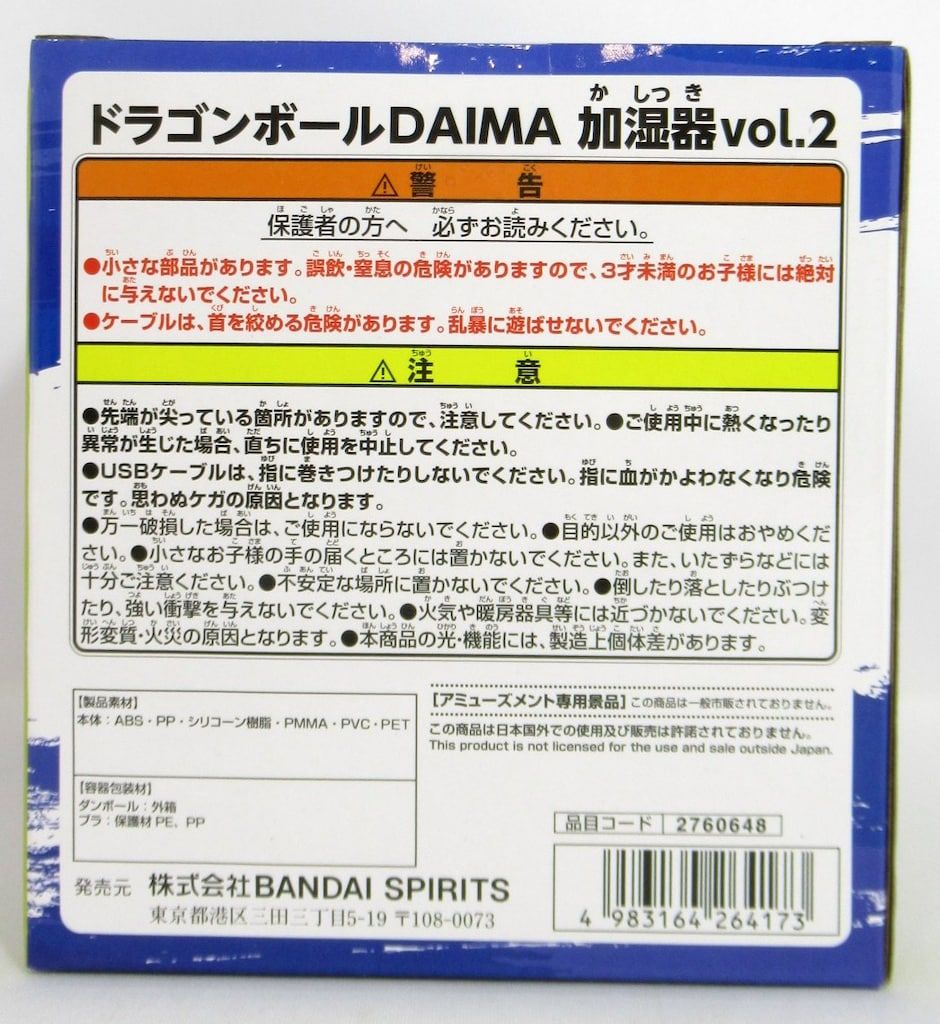 ドラゴンボールDAIMA 加湿器vol.2
⚠警告
保護者の方へ 必ずお読みください。
●小さな部品があります。誤飲・窒息の危険がありますので、3才未満のお子様には絶対
に与えないでください。
●ケーブルは、首を絞める危険があります。乱暴に遊ばせないでください。
⚠注意
●先端が尖っている箇所がありますので、注意してください。●ご使用中に熱くなったり
異常が生じた場合、直ちに使用を中止してください。
●USBケーブルは、指に巻きつけたりしないでください。指に血がかよわなくなり危険
です。思わぬケガの原因となります。
●万一破損した場合は、ご使用にならないでください。●目的以外のご使用はおやめくだ
さい。●小さなお子様の手の届くところには置かないでください。また、いたずらなどには
十分ご注意ください。●不安定な場所に置かないでください。●倒したり落としたりぶつけ
たり、強い衝撃を与えないでください。●火気や暖房器具等には近づかないでください。変
形変質・火災の原因となります。●本商品の光・機能には、製造上個体差があります。
【製品素材】
本体：ABS・PP・シリコーン樹脂・PMMA・PVC・PET
【容器包装材】
ダンボール：外箱
プラ：保護材 PE、PP
【アミューズメント専用景品】この商品は一般市販されておりません。
この商品は日本国外での使用及び販売は許諾されておりません。
This product is not licensed for the use and sale outside Japan.
品目コード 2760648
発売元 株式会社BANDAI SPIRITS
東京都港区三田三丁目5-19 〒108-0073
4 983164 264173